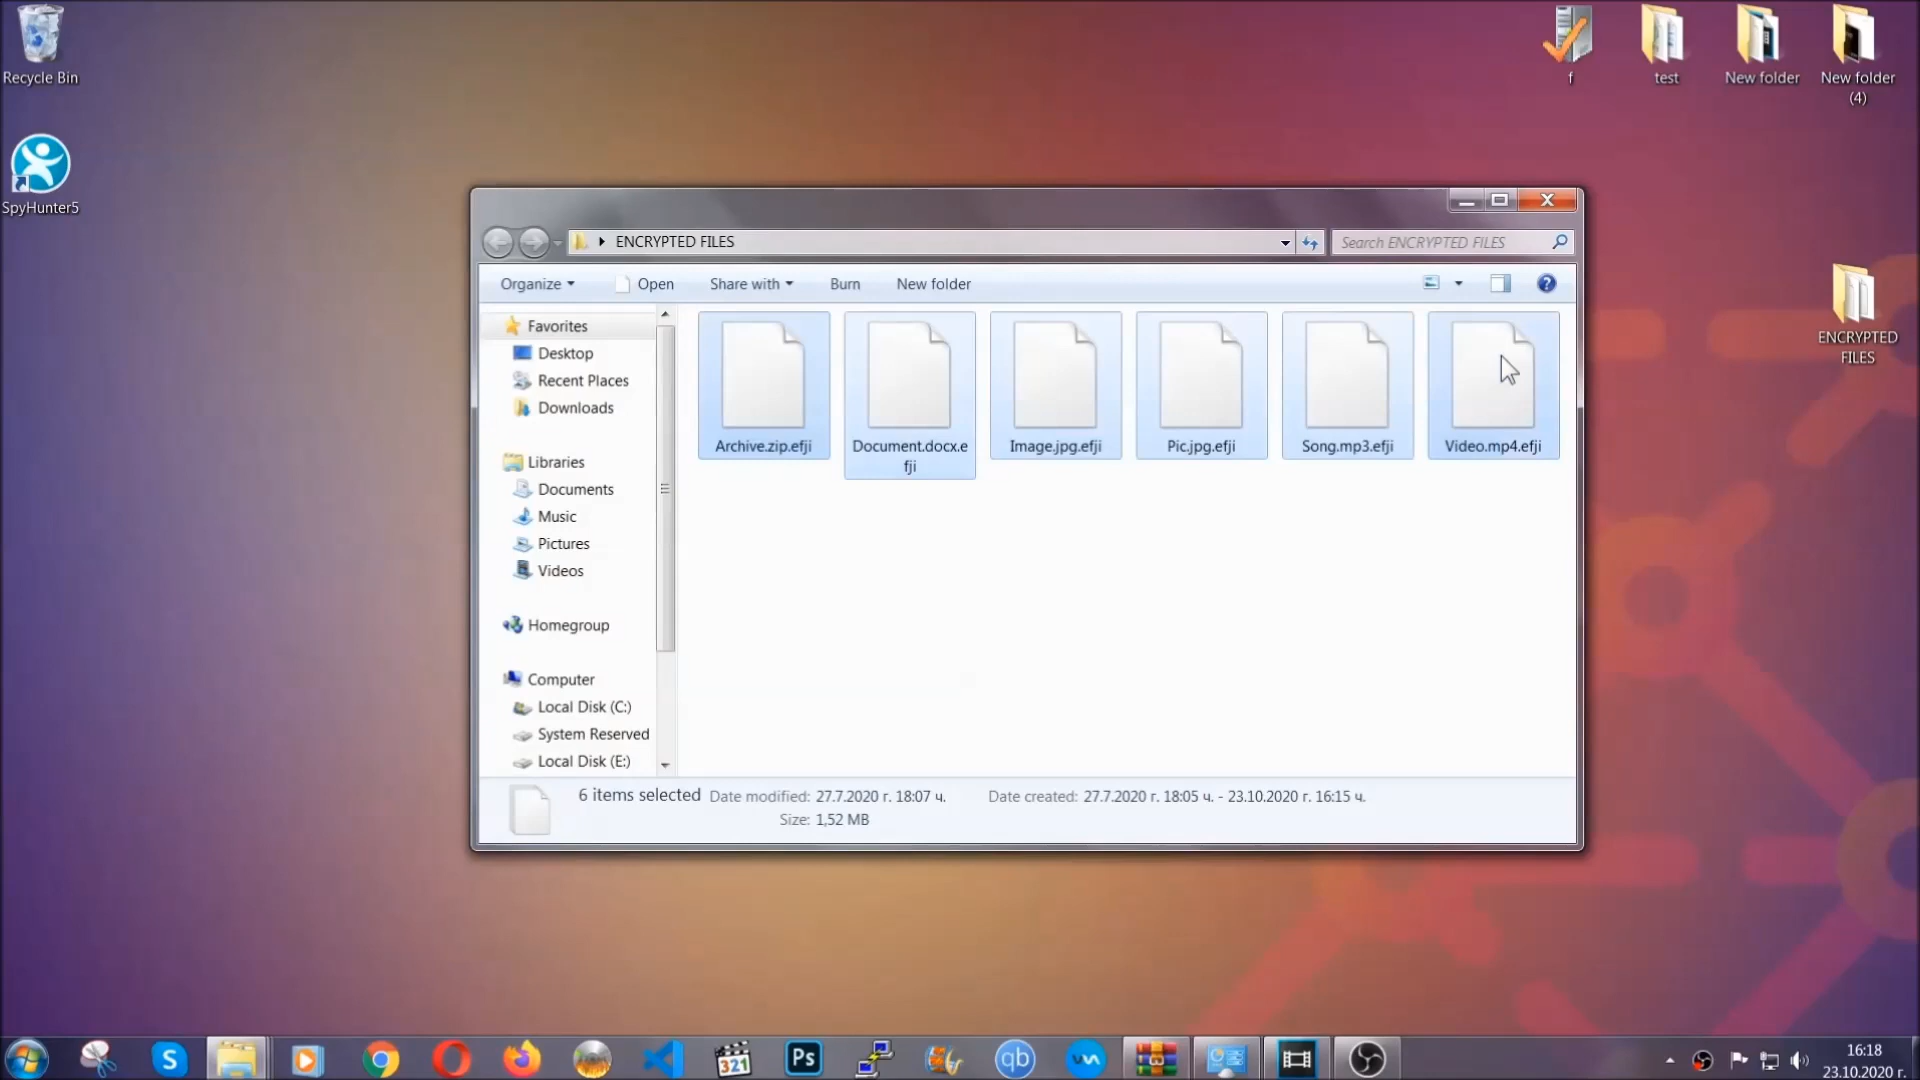 Recycle Bin
SpyHunter5
f
test
New folder
New folder
(4)
ENCRYPTED
FILES
ENCRYPTED FILES
Search ENCRYPTED FILES
Organize
Open
Share with
Burn
New folder
Favorites
Desktop
Recent Places
Downloads
Libraries
Documents
Music
Pictures
Videos
Homegroup
Computer
Local Disk (C:)
System Reserved
Local Disk (E:)
Archive.zip.efji
Document.docx.e
fji
Image.jpg.efji
Pic.jpg.efji
Song.mp3.efji
Video.mp4.efji
6 items selected Date modified: 27.7.2020 г. 18:07 ч. Date created: 27.7.2020 г. 18:05 ч. - 23.10.2020 г. 16:15 ч.
Size: 1,52 MB
S
321
Ps
qb
16:18
23.10.2020 г.